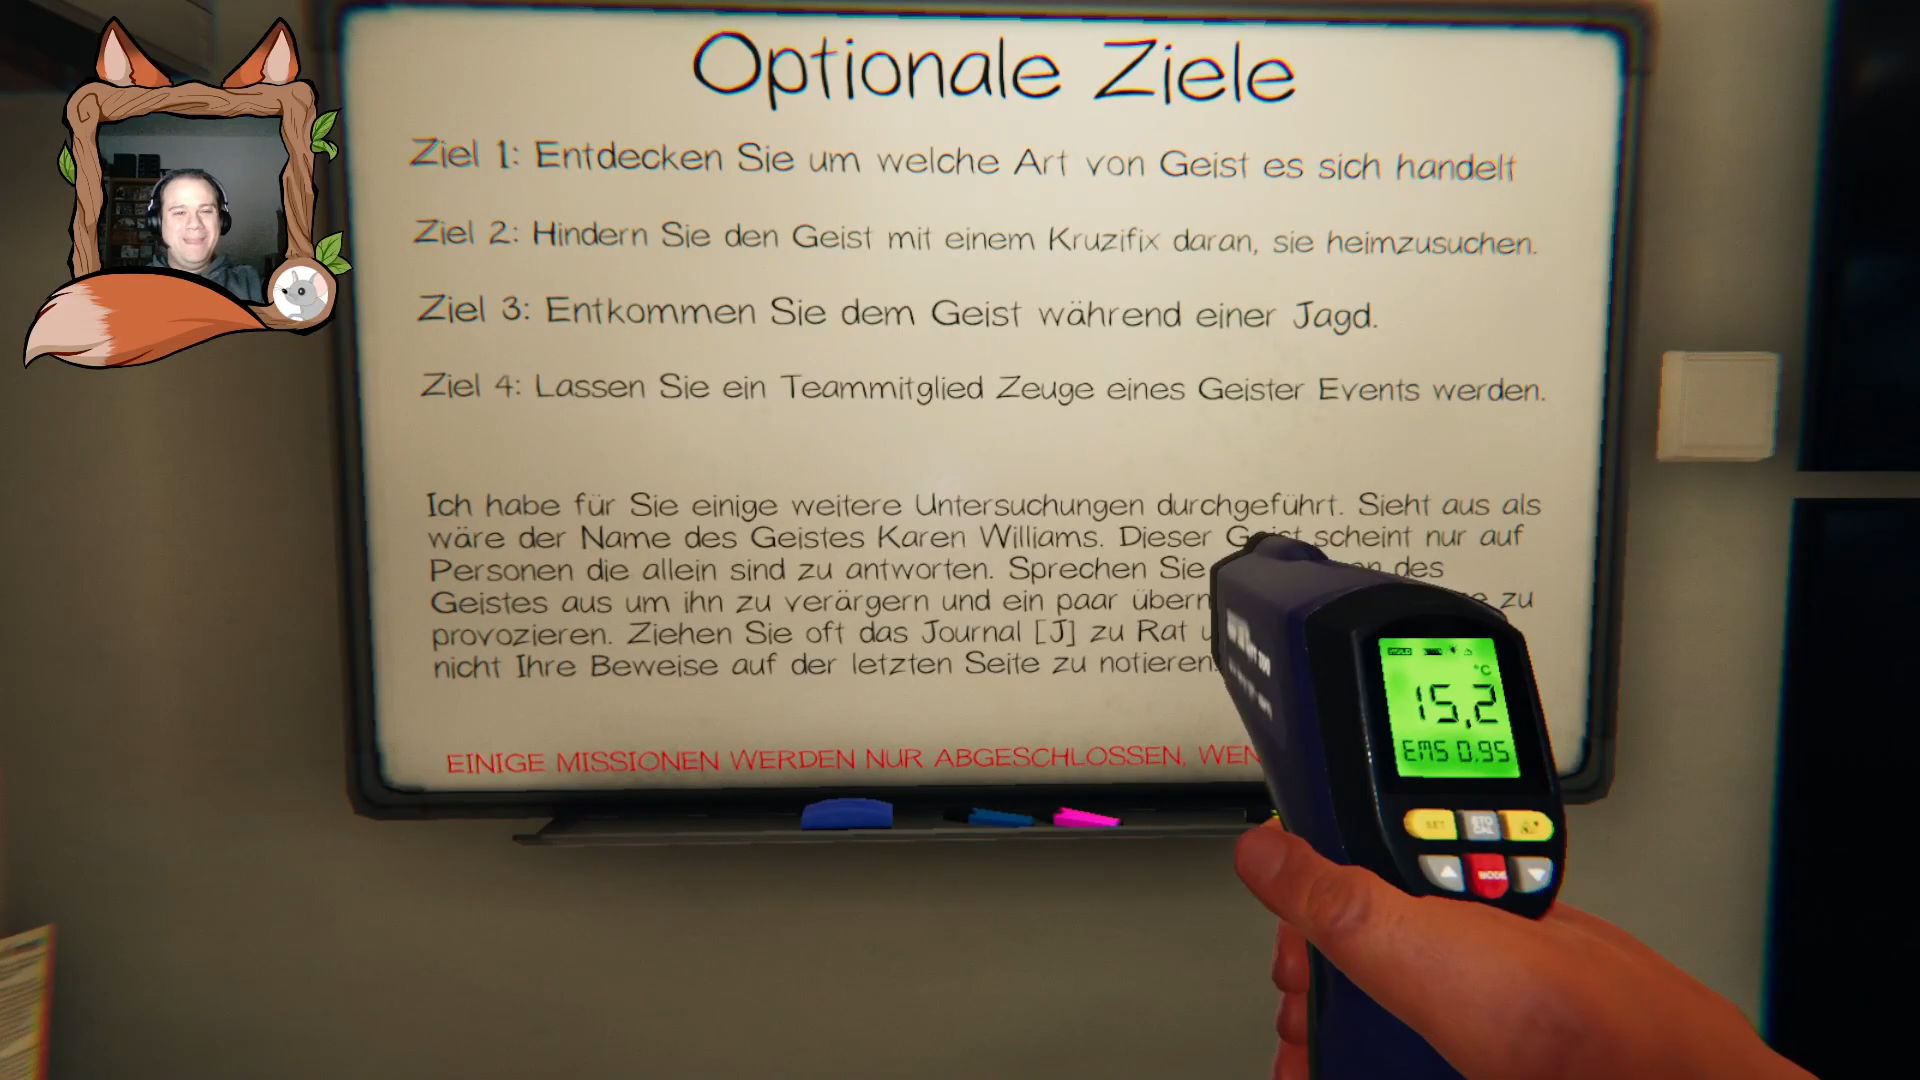 Optionale Ziele
Ziel 1: Entdecken Sie um welche Art von Geist es sich handelt
Ziel 2: Hindern Sie den Geist mit einem Kruzifix daran, sie heimzusuchen.
Ziel 3: Entkommen Sie dem Geist während einer Jagd.
Ziel 4: Lassen Sie ein Teammitglied Zeuge eines Geister Events werden.
Ich habe für Sie einige weitere Untersuchungen durchgeführt. Sieht aus als
wäre der Name des Geistes Karen Williams. Dieser Geist scheint nur auf
Personen die allein sind zu antworten. Sprechen Sie des
Geistes aus um ihn zu verärgern und ein paar zu
provozieren. Ziehen Sie oft das Journal [J] zu Rat
nicht Ihre Beweise auf der letzten Seite zu notieren.
EINIGE MISSIONEN WERDEN NUR ABGESCHLOSSEN,
°C
15,2
EMS 0.95
SET
MODE